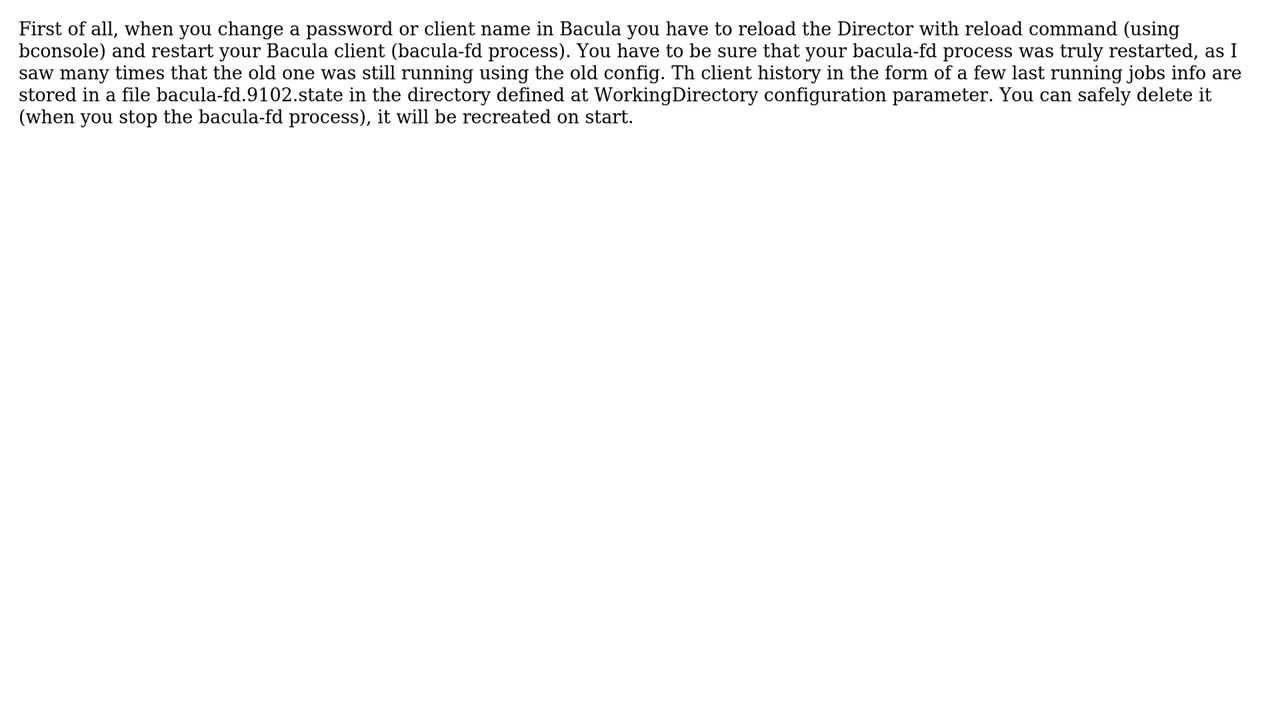 First of all, when you change a password or client name in Bacula you have to reload the Director with reload command (using
bconsole) and restart your Bacula client (bacula-fd process). You have to be sure that your bacula-fd process was truly restarted, as I
saw many times that the old one was still running using the old config. Th client history in the form of a few last running jobs info are
stored in a file bacula-fd.9102.state in the directory defined at WorkingDirectory configuration parameter. You can safely delete it
(when you stop the bacula-fd process), it will be recreated on start.